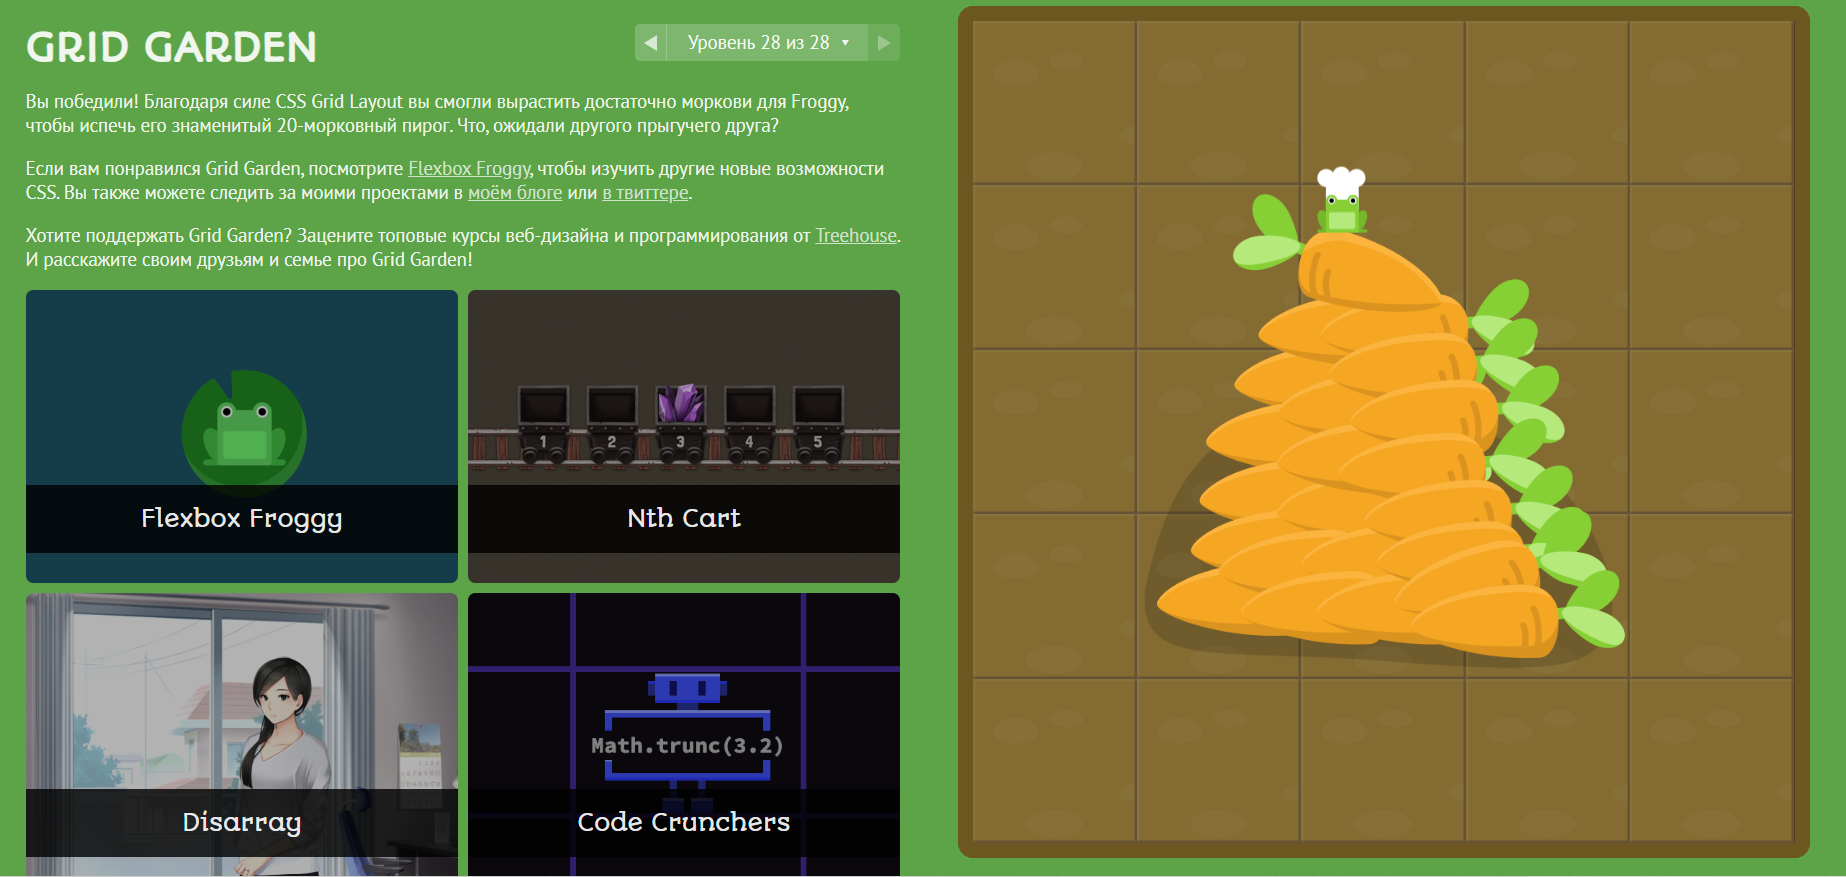 GRID GARDEN
Уровень 28 из 28
Вы победили! Благодаря силе CSS Grid Layout вы смогли вырастить достаточно моркови для Froggy,
чтобы испечь его знаменитый 20-морковный пирог. Что, ожидали другого прыгучего друга?
Если вам понравился Grid Garden, посмотрите Flexbox Froggy, чтобы изучить другие новые возможности
CSS. Вы также можете следить за моими проектами в моём блоге или в твиттере.
Хотите поддержать Grid Garden? Зацените топовые курсы веб-дизайна и программирования от Treehouse.
И расскажите своим друзьям и семье про Grid Garden!
Flexbox Froggy
1 2 3 4 5
Nth Cart
Disarray
Math.trunc(3.2)
Code Crunchers